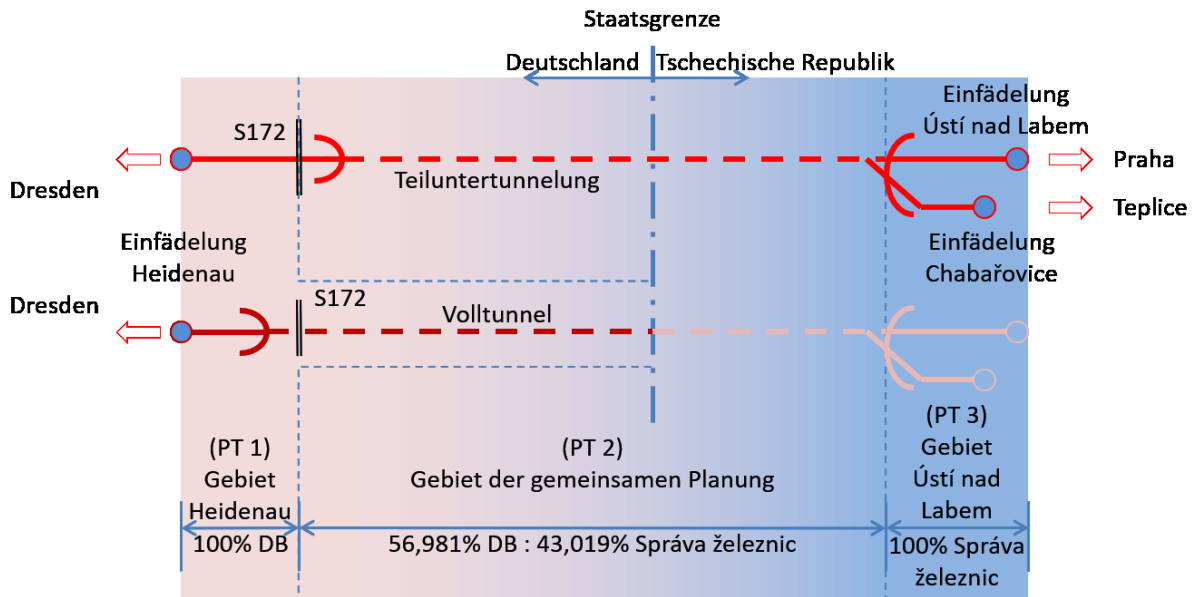 Staatsgrenze
Deutschland
Tschechische Republik
S172
Einfädelung
Ústí nad Labem
Dresden
Teiluntertunnelung
Praha
Teplice
Einfädelung
Heidenau
Einfädelung
Chabařovice
Dresden
S172
Volltunnel
(PT 1)
Gebiet
Heidenau
100% DB
(PT 2)
Gebiet der gemeinsamen Planung
56,981% DB : 43,019% Správa železnic
(PT 3)
Gebiet
Ústí nad
Labem
100% Správa
železnic